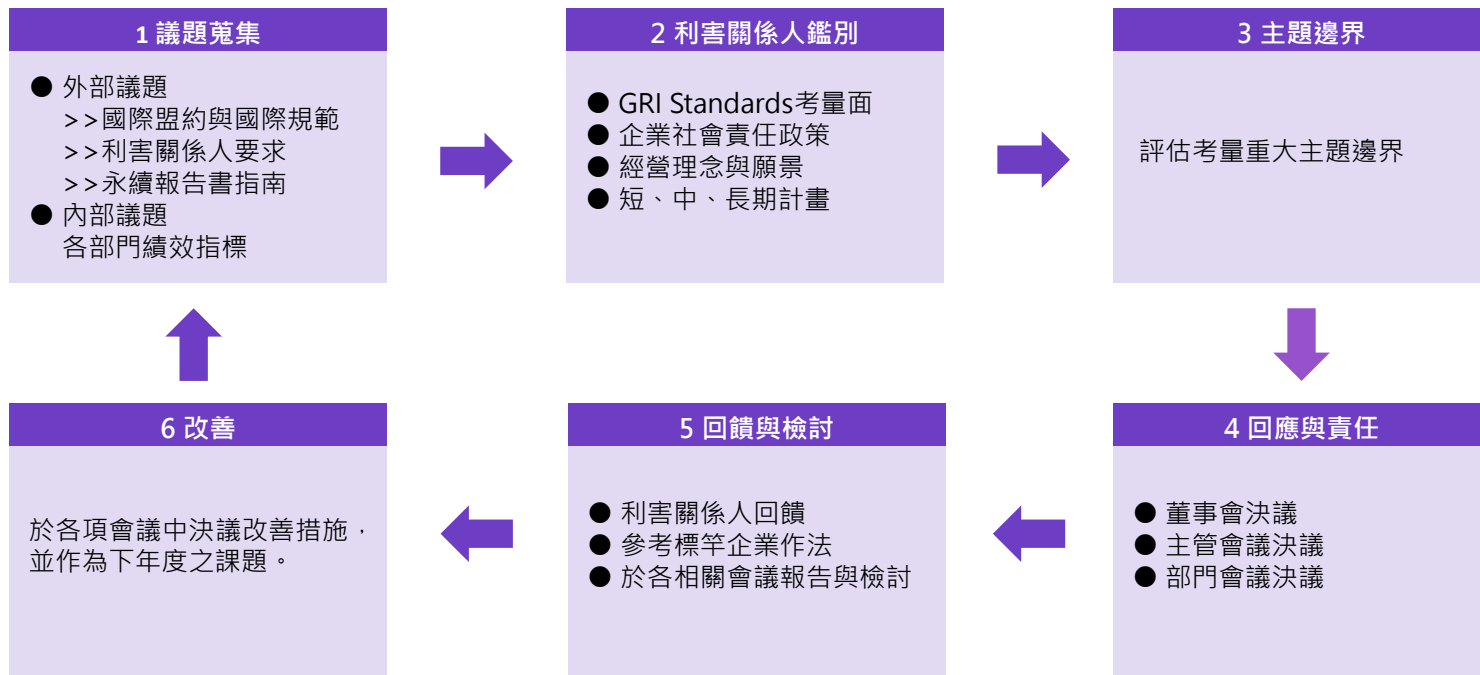 1 議題蒐集
● 外部議題
>>國際盟約與國際規範
>>利害關係人要求
>>永續報告書指南
● 內部議題
各部門績效指標
2 利害關係人鑑別
● GRI Standards考量面
● 企業社會責任政策
● 經營理念與願景
● 短、中、長期計畫
3 主題邊界
評估考量重大主題邊界
4 回應與責任
● 董事會決議
● 主管會議決議
● 部門會議決議
5 回饋與檢討
● 利害關係人回饋
● 參考標竿企業作法
● 於各相關會議報告與檢討
6 改善
於各項會議中決議改善措施，
並作為下年度之課題。